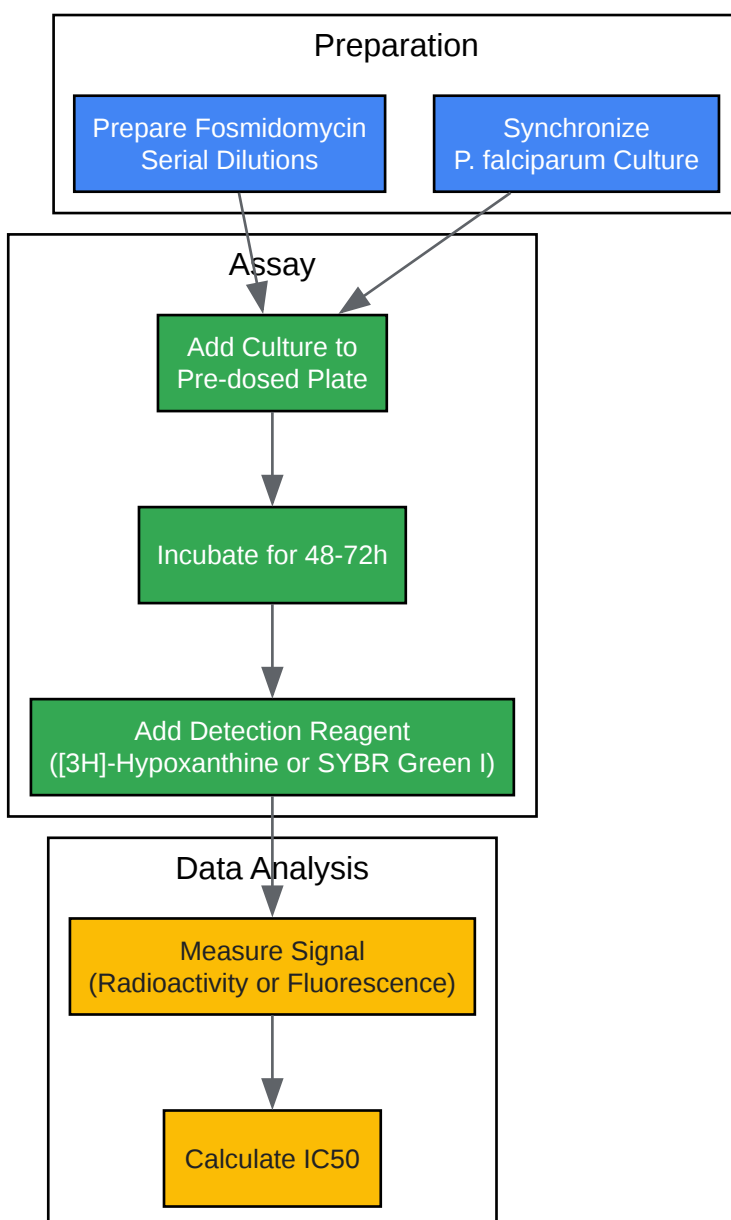 Preparation
Prepare Fosmidomycin
Serial Dilutions
Synchronize
P. falciparum Culture
Assay
Add Culture to
Pre-dosed Plate
Incubate for 48-72h
Add Detection Reagent
([3H]-Hypoxanthine or SYBR Green I)
Data Analysis
Measure Signal
(Radioactivity or Fluorescence)
Calculate IC50